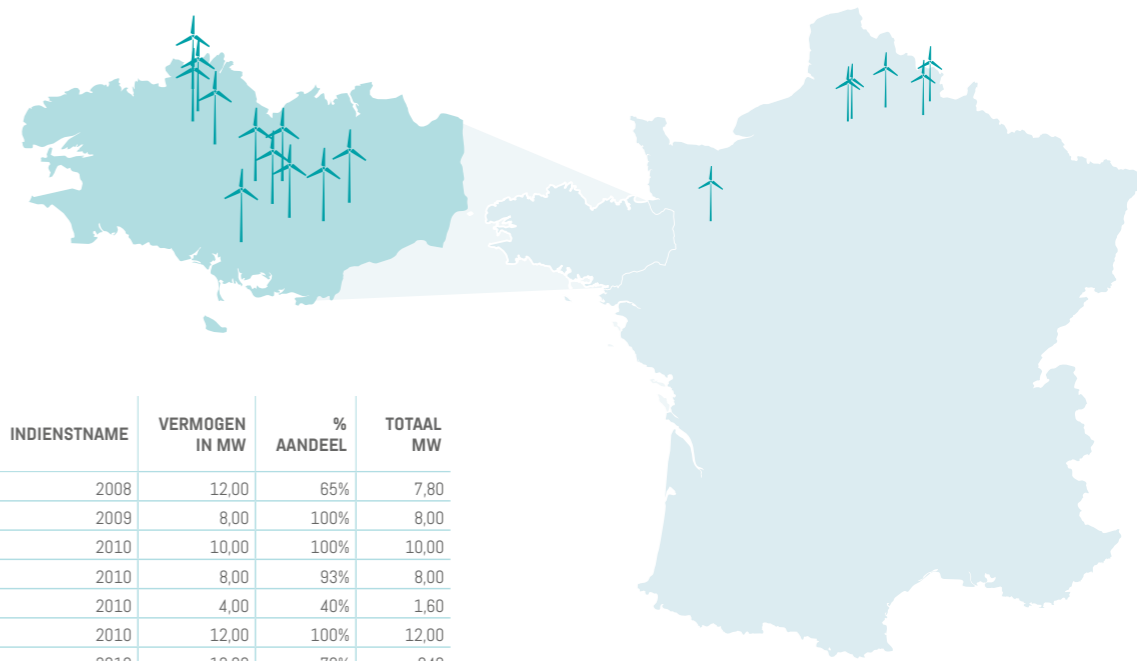 INDIENSTNAME VERMOGEN IN MW % AANDEEL TOTAAL MW
2008 12,00 65% 7,80
2009 8,00 100% 8,00
2010 10,00 100% 10,00
2010 8,00 93% 8,00
2010 4,00 40% 1,60
2010 12,00 100% 12,00